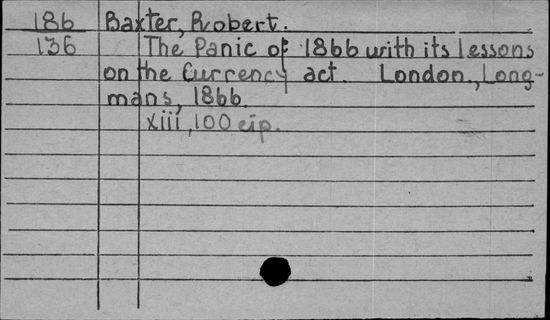 186 Baxter, Robert.
136 The Panic of 1866 with its lessons
on the Currency act. London, Long-
mans, 1866.
xiii, 100 p.